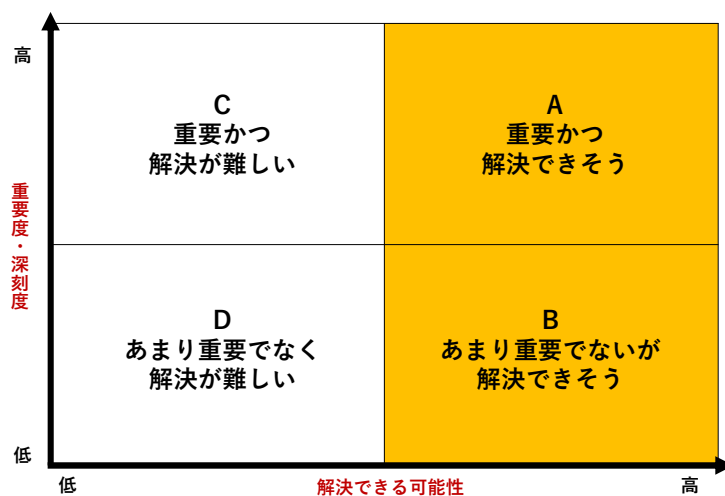 高
C
重要かつ
解決が難しい
A
重要かつ
解決できそう
重要度・深刻度
D
あまり重要でなく
解決が難しい
B
あまり重要でないが
解決できそう
低
低
解決できる可能性
高